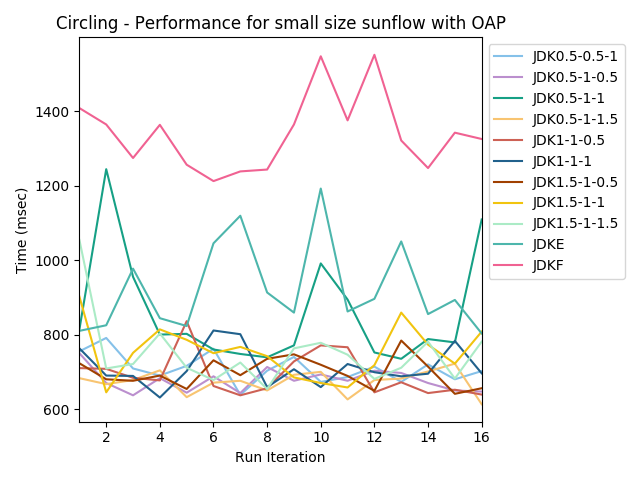 Circling - Performance for small size sunflow with OAP
Time (msec)
1400
1200
1000
800
600
2
4
6
8
10
12
14
16
Run Iteration
JDK0.5-0.5-1
JDK0.5-1-0.5
JDK0.5-1-1
JDK0.5-1-1.5
JDK1-1-0.5
JDK1-1-1
JDK1.5-1-0.5
JDK1.5-1-1
JDK1.5-1-1.5
JDKE
JDKF